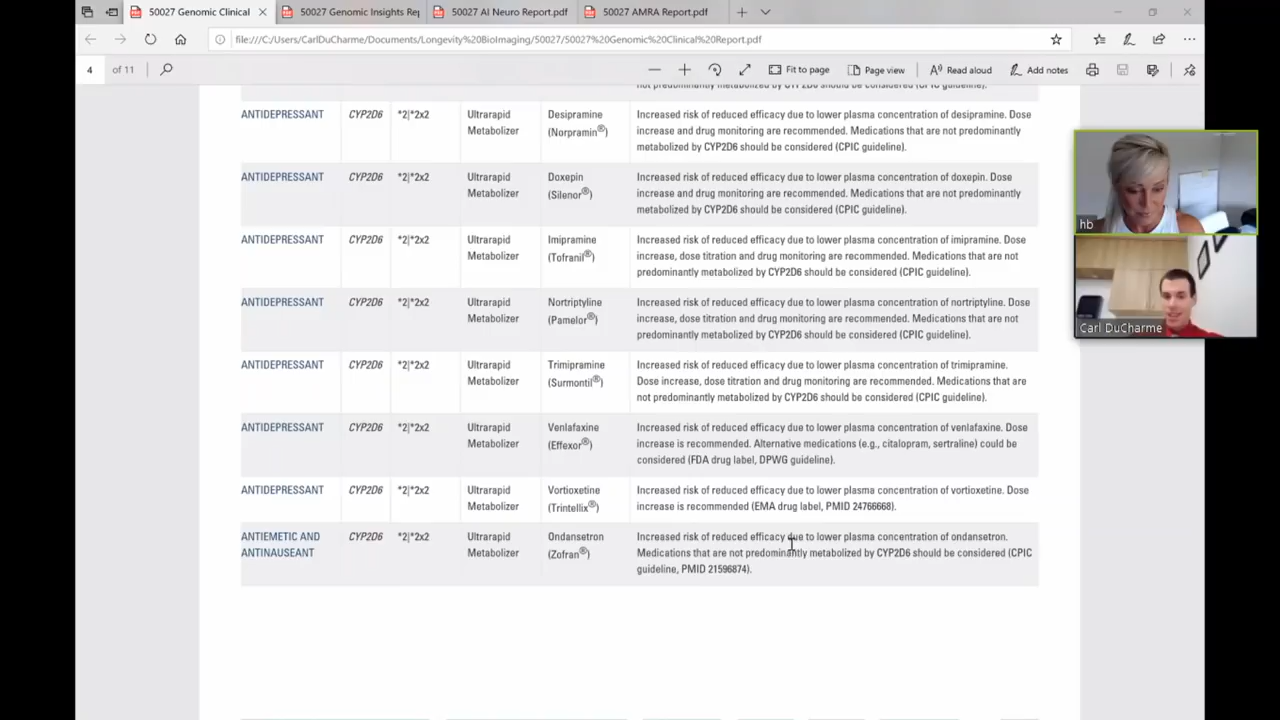 50027 Genomic Clinical
50027 Genomic Insights Rep
50027 AI Neuro Report.pdf
50027 AMRA Report.pdf
file:///C:/Users/CarlDuCharme/Documents/Longevity%20BioImaging/50027/50027%20Genomic%20Clinical%20Report.pdf
4 of 11
Fit to page
Page view
Read aloud
Add notes
not predominantly metabolized by CYP2D6 should be considered (CPIC guideline).
ANTIDEPRESSANT CYP2D6 *2|*2x2 Ultrarapid Desipramine Increased risk of reduced efficacy due to lower plasma concentration of desipramine. Dose
Metabolizer (Norpramin®) increase and drug monitoring are recommended. Medications that are not predominantly
metabolized by CYP2D6 should be considered (CPIC guideline).
ANTIDEPRESSANT CYP2D6 *2|*2x2 Ultrarapid Doxepin Increased risk of reduced efficacy due to lower plasma concentration of doxepin. Dose
Metabolizer (Silenor®) increase and drug monitoring are recommended. Medications that are not predominantly
metabolized by CYP2D6 should be considered (CPIC guideline).
ANTIDEPRESSANT CYP2D6 *2|*2x2 Ultrarapid Imipramine Increased risk of reduced efficacy due to lower plasma concentration of imipramine. Dose
Metabolizer (Tofranil®) increase, dose titration and drug monitoring are recommended. Medications that are not
predominantly metabolized by CYP2D6 should be considered (CPIC guideline).
ANTIDEPRESSANT CYP2D6 *2|*2x2 Ultrarapid Nortriptyline Increased risk of reduced efficacy due to lower plasma concentration of nortriptyline. Dose
Metabolizer (Pamelor®) increase, dose titration and drug monitoring are recommended. Medications that are not
predominantly metabolized by CYP2D6 should be considered (CPIC guideline).
ANTIDEPRESSANT CYP2D6 *2|*2x2 Ultrarapid Trimipramine Increased risk of reduced efficacy due to lower plasma concentration of trimipramine.
Metabolizer (Surmontil®) Dose increase, dose titration and drug monitoring are recommended. Medications that are
not predominantly metabolized by CYP2D6 should be considered (CPIC guideline).
ANTIDEPRESSANT CYP2D6 *2|*2x2 Ultrarapid Venlafaxine Increased risk of reduced efficacy due to lower plasma concentration of venlafaxine. Dose
Metabolizer (Effexor®) increase is recommended. Alternative medications (e.g., citalopram, sertraline) could be
considered (FDA drug label, DPWG guideline).
ANTIDEPRESSANT CYP2D6 *2|*2x2 Ultrarapid Vortioxetine Increased risk of reduced efficacy due to lower plasma concentration of vortioxetine. Dose
Metabolizer (Trintellix®) increase is recommended (EMA drug label, PMID 24766668).
ANTIEMETIC AND CYP2D6 *2|*2x2 Ultrarapid Ondansetron Increased risk of reduced efficacy due to lower plasma concentration of ondansetron.
ANTINAUSEANT Metabolizer (Zofran®) Medications that are not predominantly metabolized by CYP2D6 should be considered (CPIC
guideline, PMID 21596874).
hb
Carl DuCharme